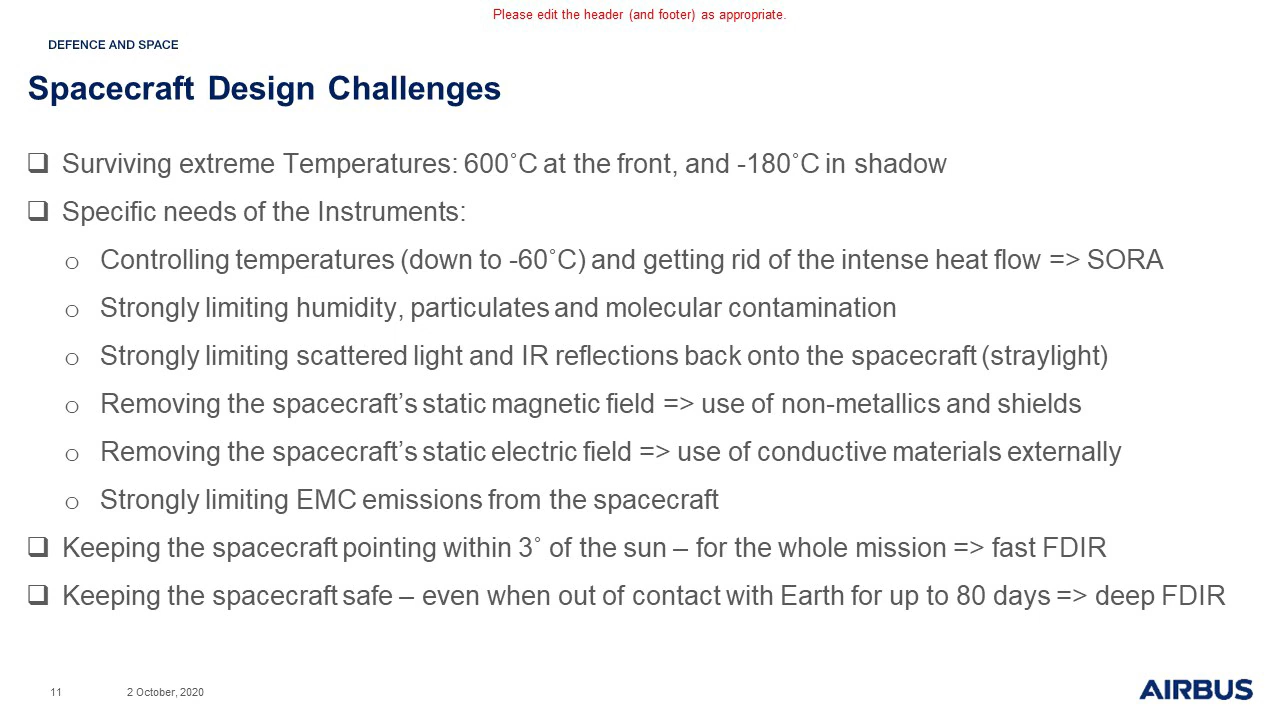 Please edit the header (and footer) as appropriate.
DEFENCE AND SPACE
Spacecraft Design Challenges
❑ Surviving extreme Temperatures: 600˚C at the front, and -180˚C in shadow
❑ Specific needs of the Instruments:
o Controlling temperatures (down to -60˚C) and getting rid of the intense heat flow => SORA
o Strongly limiting humidity, particulates and molecular contamination
o Strongly limiting scattered light and IR reflections back onto the spacecraft (straylight)
o Removing the spacecraft’s static magnetic field => use of non-metallics and shields
o Removing the spacecraft’s static electric field => use of conductive materials externally
o Strongly limiting EMC emissions from the spacecraft
❑ Keeping the spacecraft pointing within 3˚ of the sun – for the whole mission => fast FDIR
❑ Keeping the spacecraft safe – even when out of contact with Earth for up to 80 days => deep FDIR
11 2 October, 2020
AIRBUS